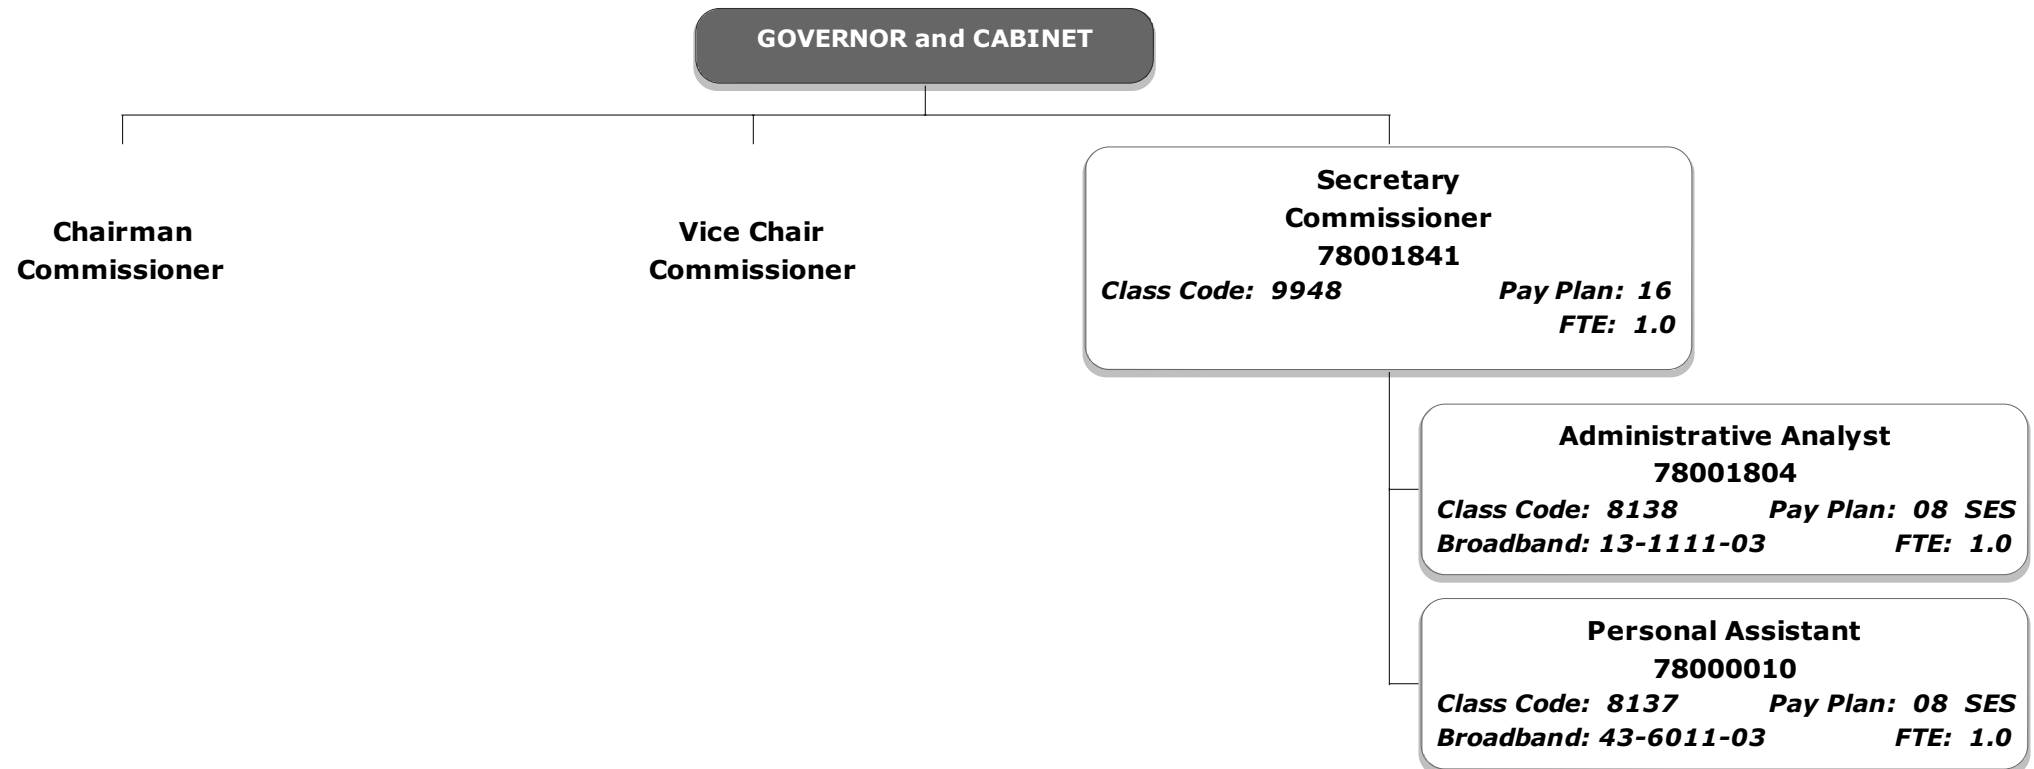 GOVERNOR and CABINET
Chairman
Commissioner
Vice Chair
Commissioner
Secretary
Commissioner
78001841
Class Code: 9948 Pay Plan: 16
FTE: 1.0
Administrative Analyst
78001804
Class Code: 8138 Pay Plan: 08 SES
Broadband: 13-1111-03 FTE: 1.0
Personal Assistant
78000010
Class Code: 8137 Pay Plan: 08 SES
Broadband: 43-6011-03 FTE: 1.0